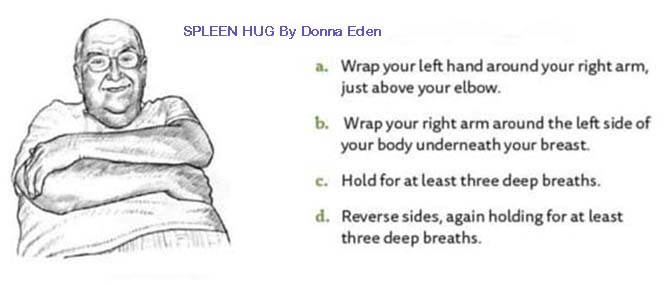 SPLEEN HUG By Donna Eden
a. Wrap your left hand around your right arm,
just above your elbow.
b. Wrap your right arm around the left side of
your body underneath your breast.
c. Hold for at least three deep breaths.
d. Reverse sides, again holding for at least
three deep breaths.